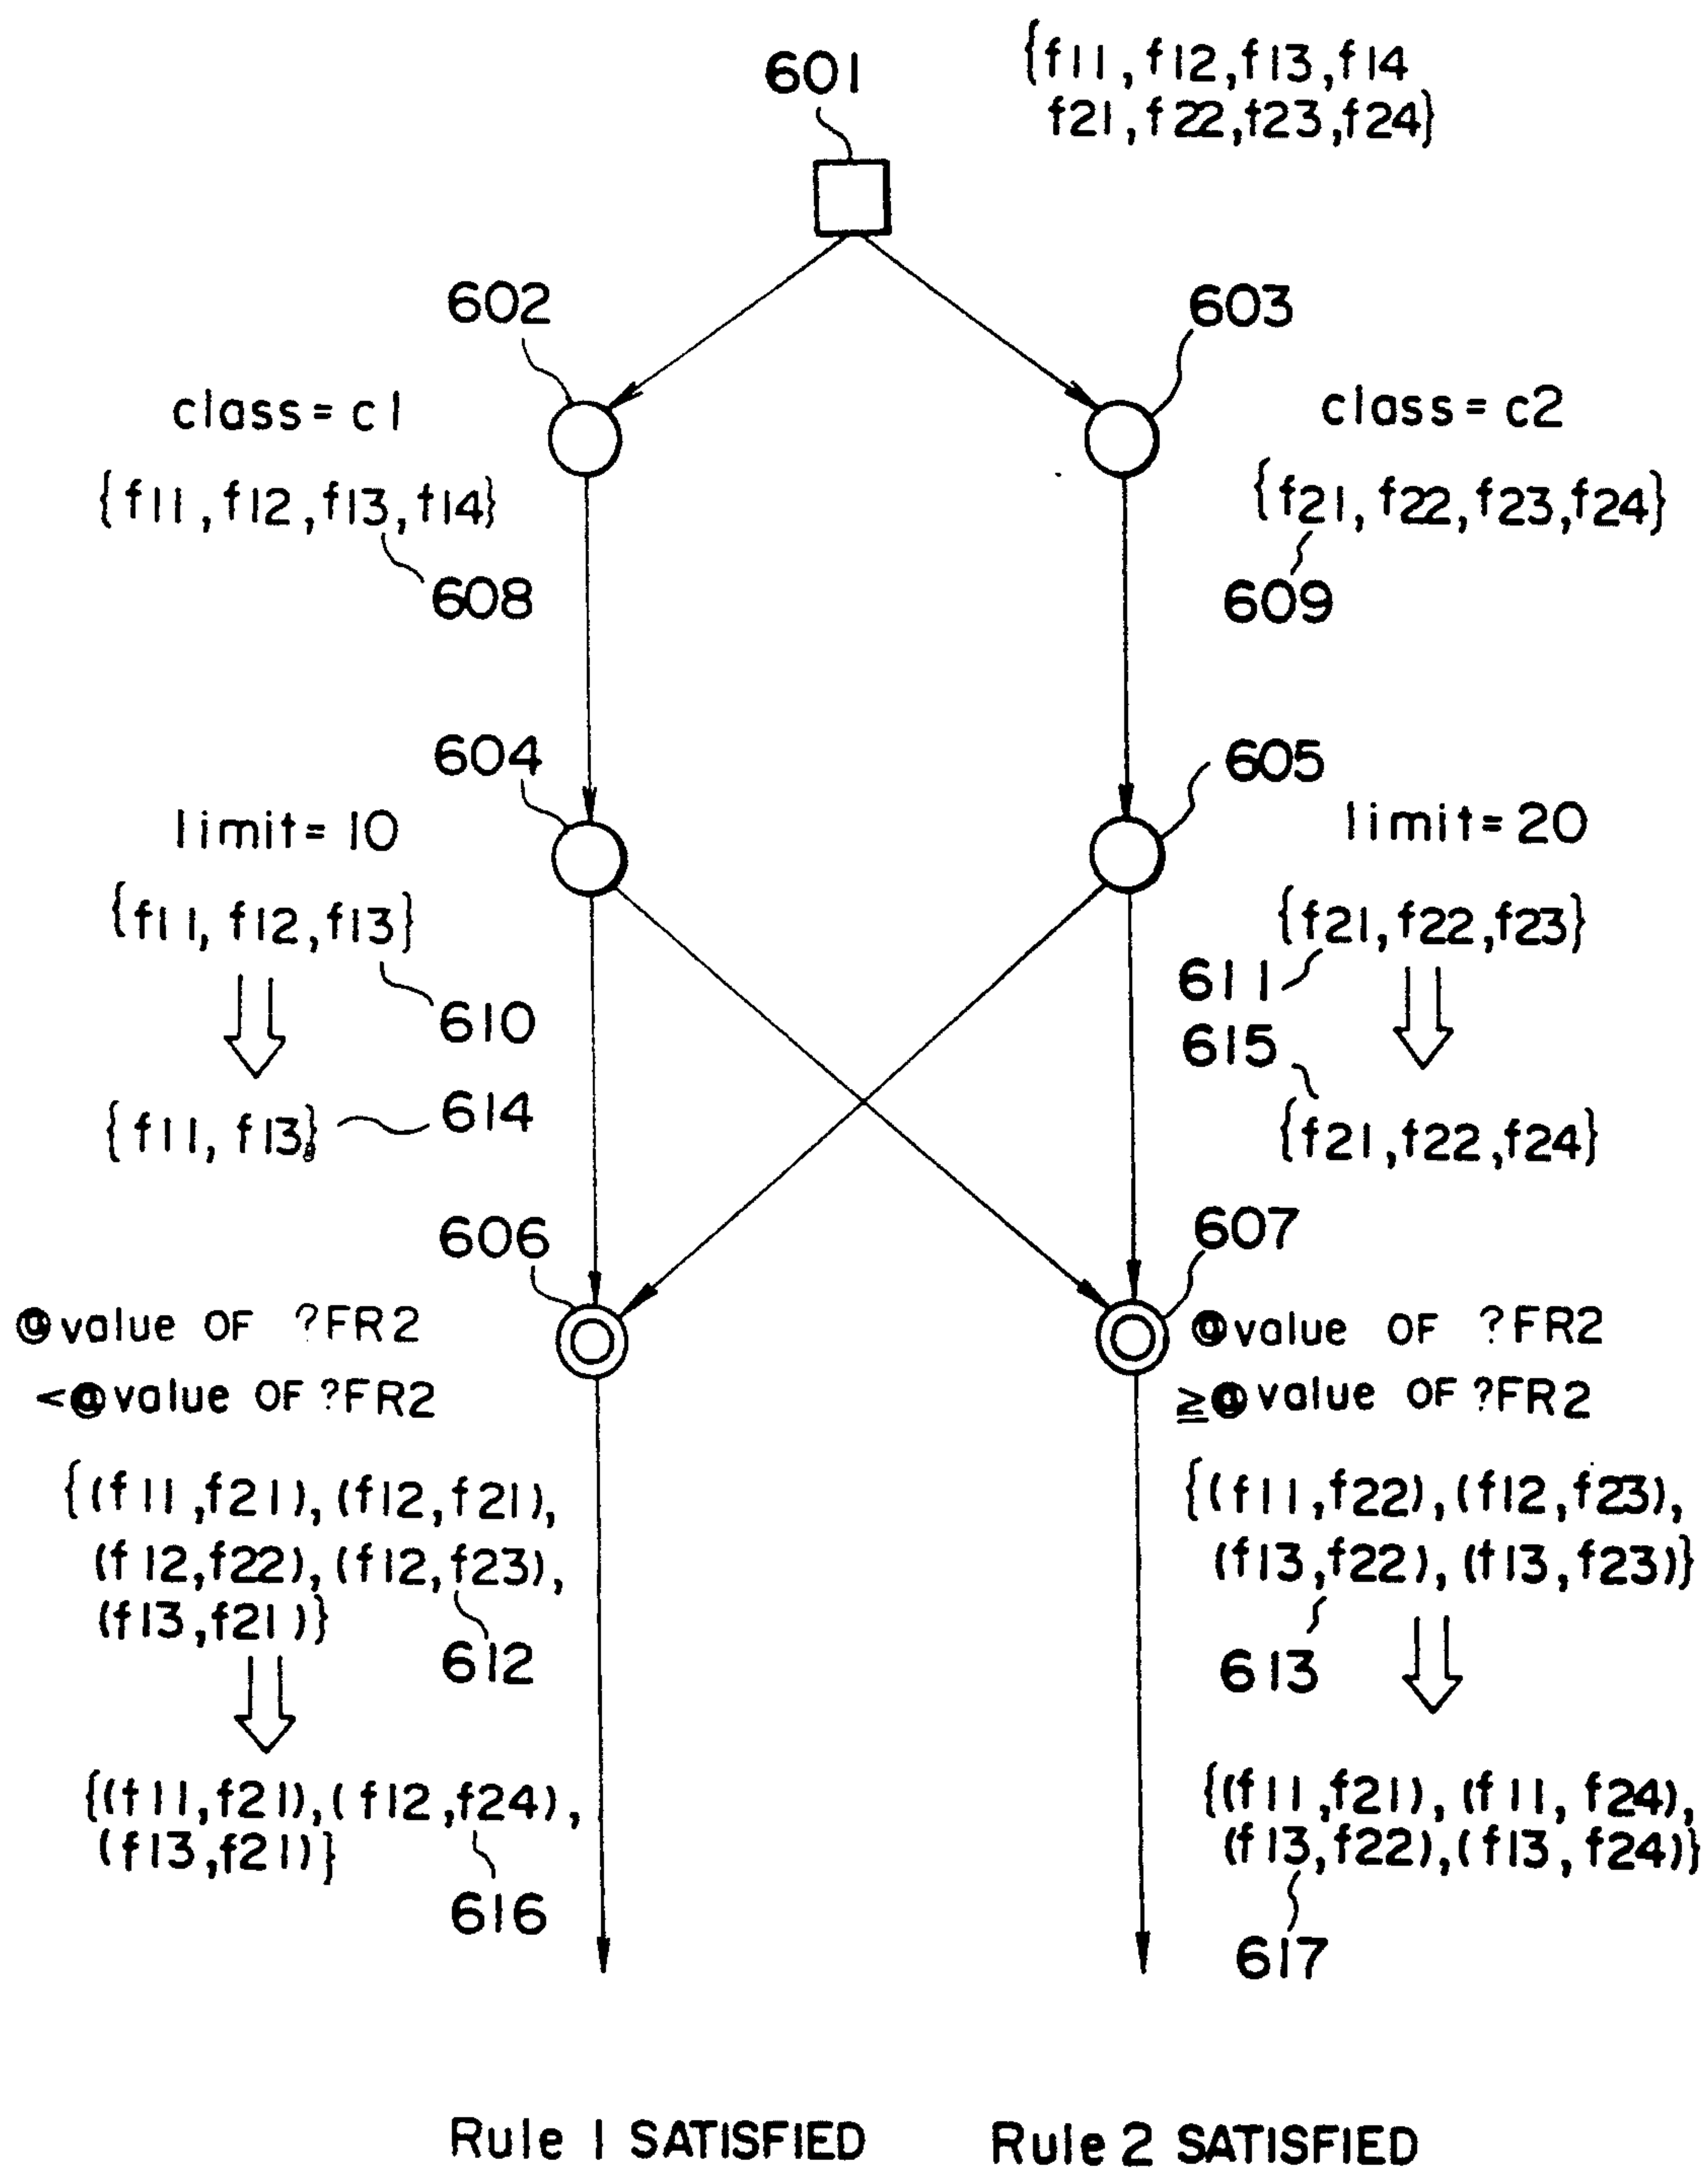 601
{f11, f12, f13, f14
f21, f22, f23, f24}
602
603
class = c1
class = c2
{f11, f12, f13, f14}
{f21, f22, f23, f24}
608
609
604
605
limit = 10
limit = 20
{f11, f12, f13}
{f21, f22, f23}
610
611
615
{f11, f13}
614
{f21, f22, f24}
606
607
@value OF ?FR2
@value OF ?FR2
<@value OF ?FR2
≧@value OF ?FR2
{(f11, f21), (f12, f21),
(f12, f22), (f12, f23),
(f13, f21)}
612
{(f11, f22), (f12, f23),
(f13, f22), (f13, f23)}
613
{(f11, f21), (f12, f24),
(f13, f21)}
616
{(f11, f21), (f11, f24),
(f13, f22), (f13, f24)}
617
Rule 1 SATISFIED
Rule 2 SATISFIED